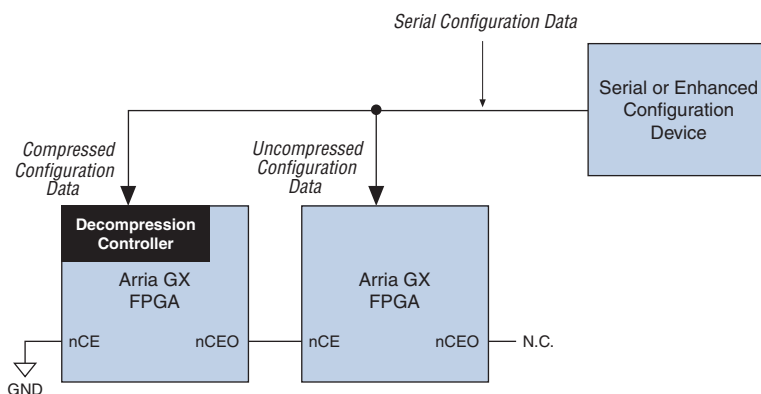 Serial Configuration Data
Serial or Enhanced
Configuration
Device
Compressed
Configuration
Data
Uncompressed
Configuration
Data
Decompression
Controller
Arria GX
FPGA
Arria GX
FPGA
nCE
nCEO
nCE
nCEO
N.C.
GND